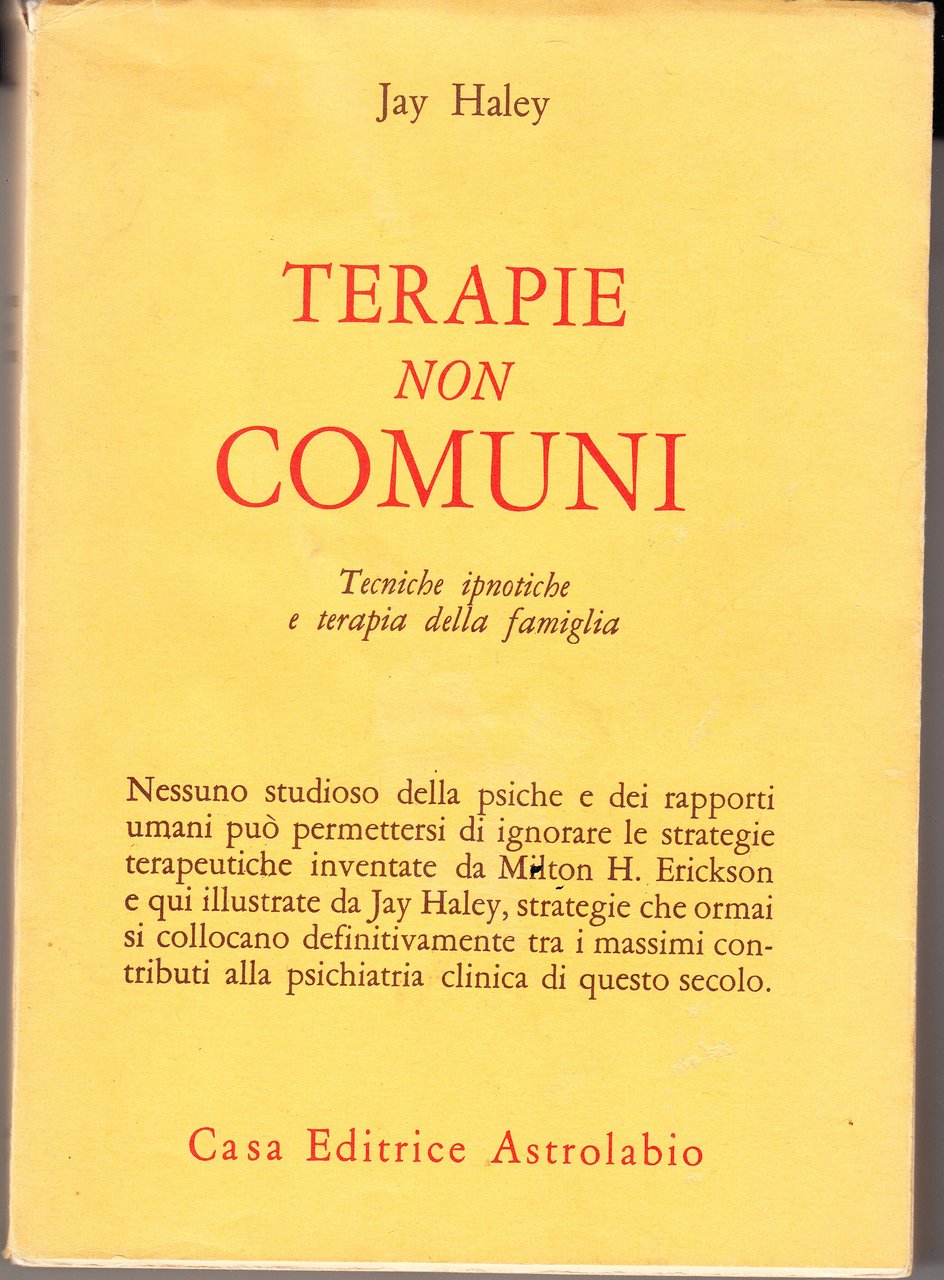 Jay Haley
TERAPIE
NON
COMUNI
Tecniche ipnotiche
e terapia della famiglia
Nessuno studioso della psiche e dei rapporti
umani può permettersi di ignorare le strategie
terapeutiche inventate da Milton H. Erickson
e qui illustrate da Jay Haley, strategie che ormai
si collocano definitivamente tra i massimi con-
tributi alla psichiatria clinica di questo secolo.
Casa Editrice Astrolabio